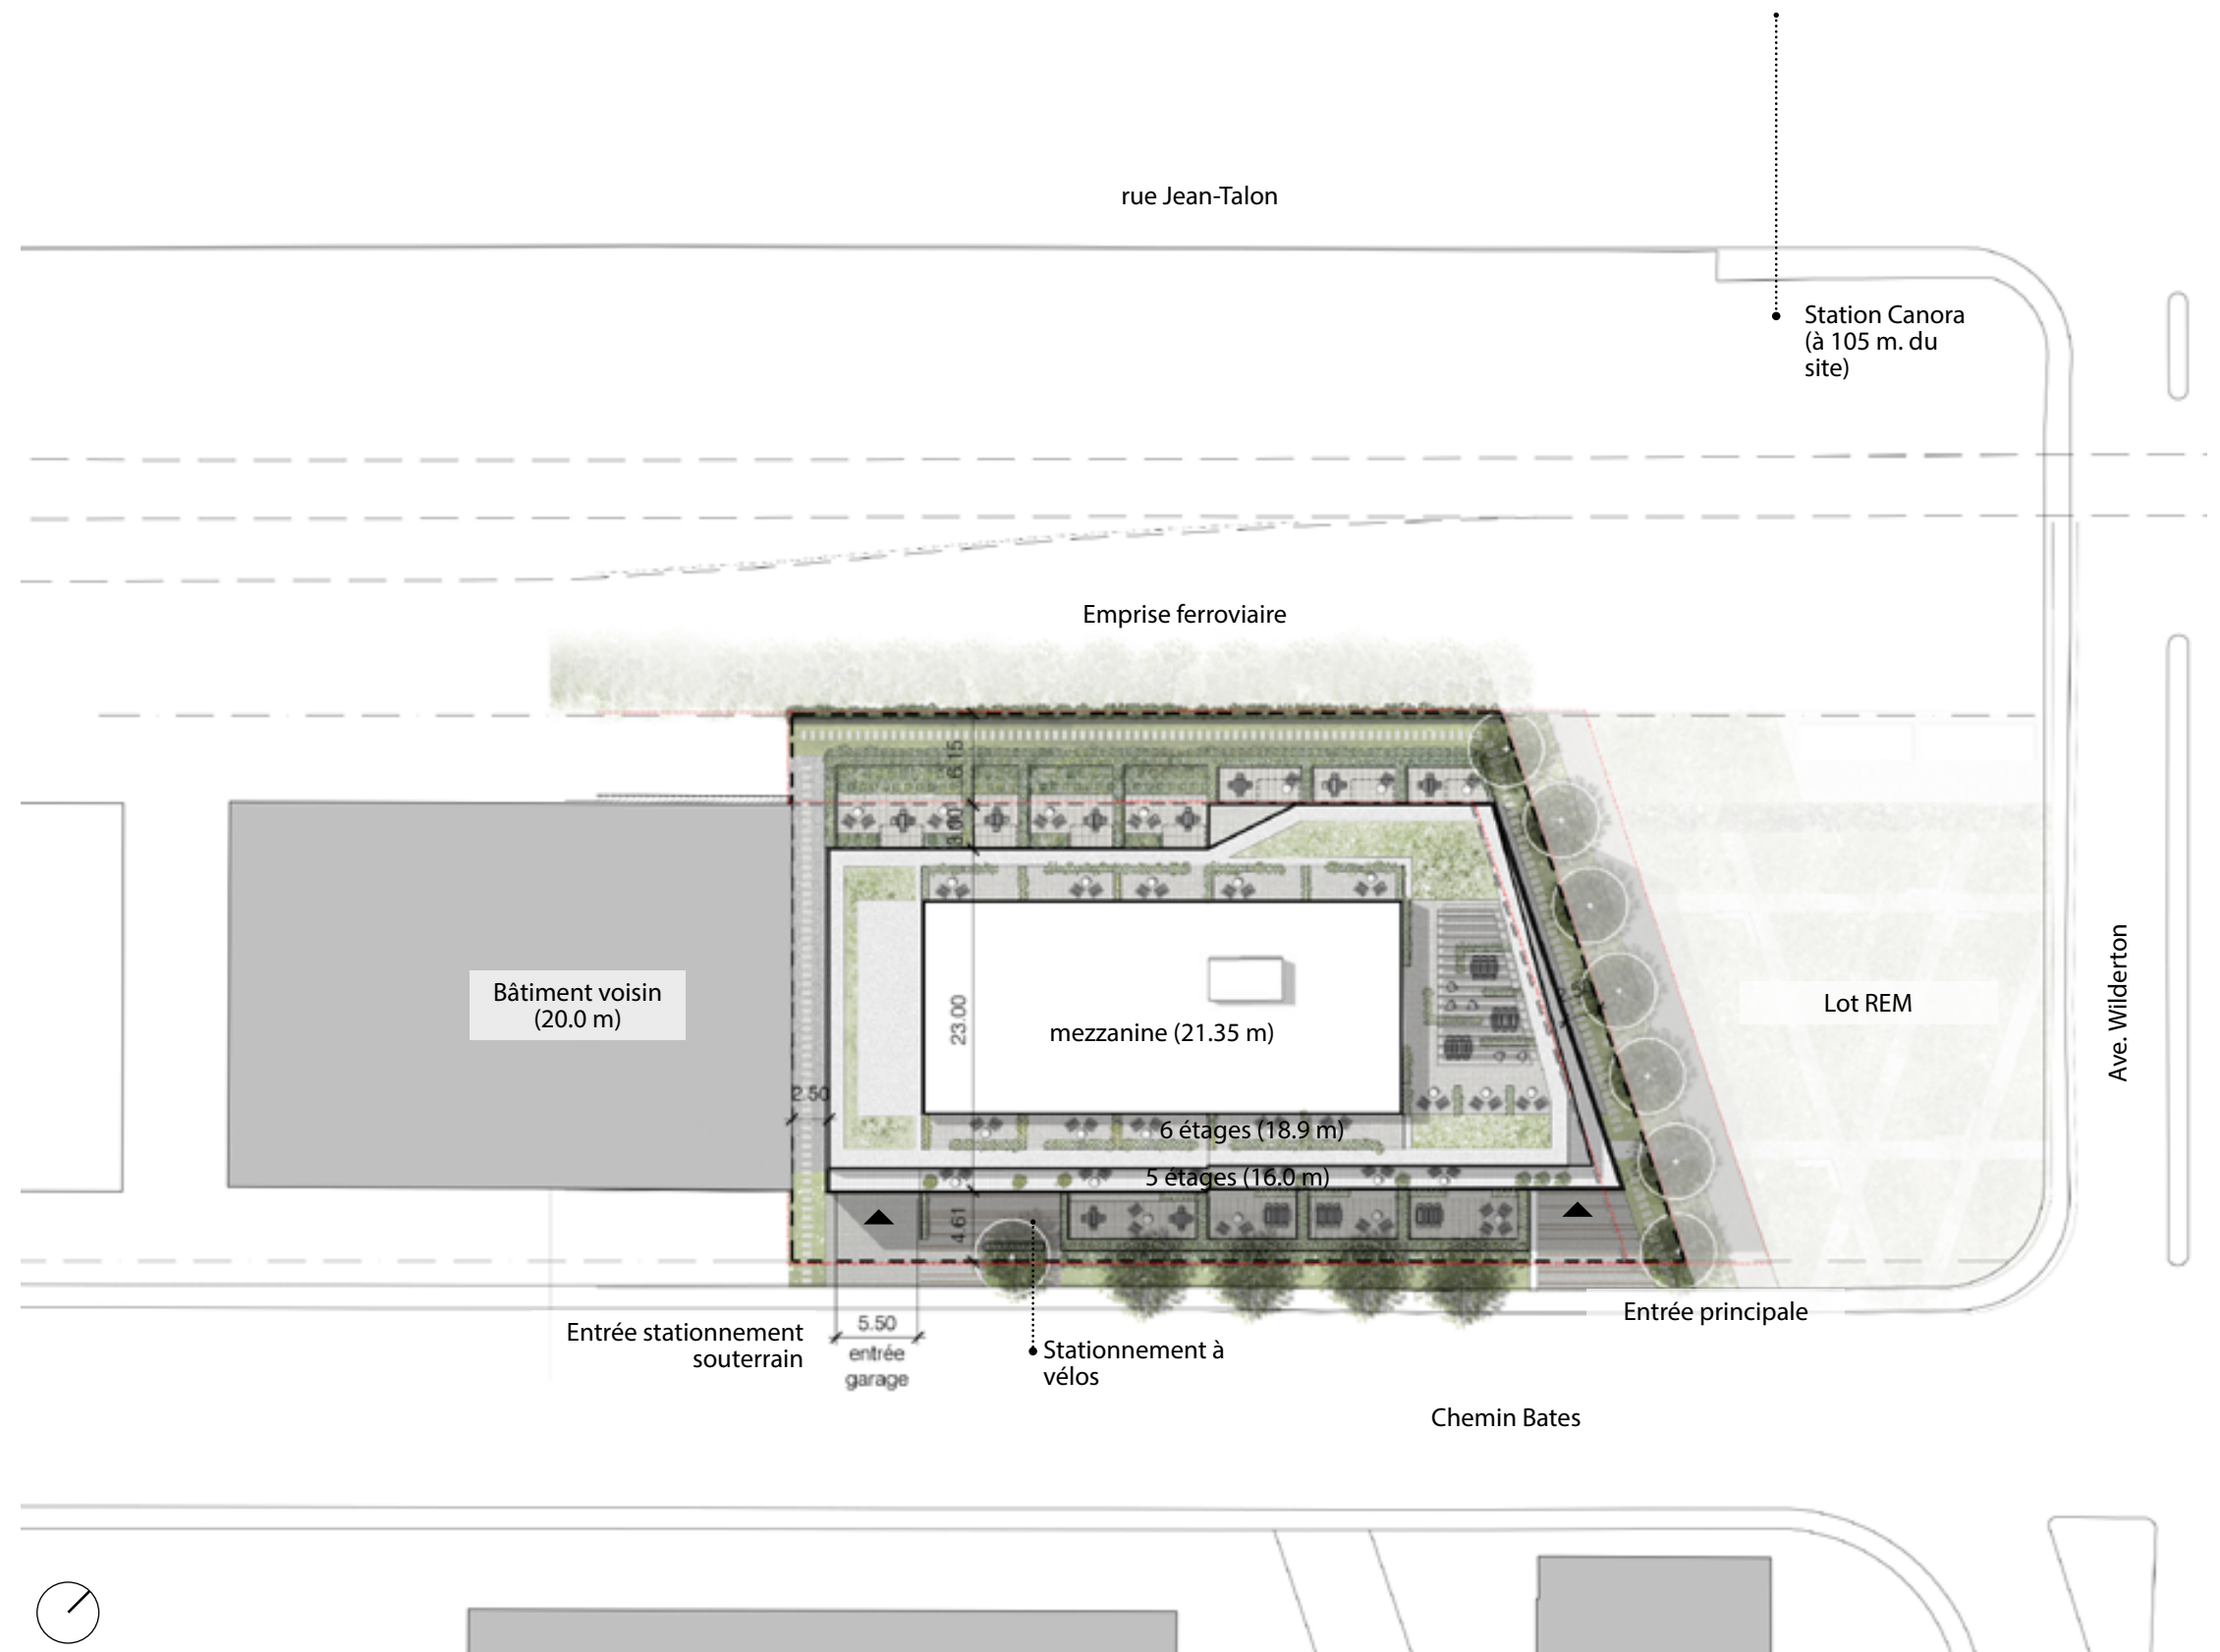 rue Jean-Talon
Station Canora
(à 105 m. du
site)
Emprise ferroviaire
6.15
3.00
Bâtiment voisin
(20.0 m)
23.00
mezzanine (21.35 m)
Lot REM
Ave. Wilderton
2.50
6 étages (18.9 m)
5 étages (16.0 m)
4.61
Entrée principale
Entrée stationnement
souterrain
5.50
entrée
garage
Stationnement à
vélos
Chemin Bates